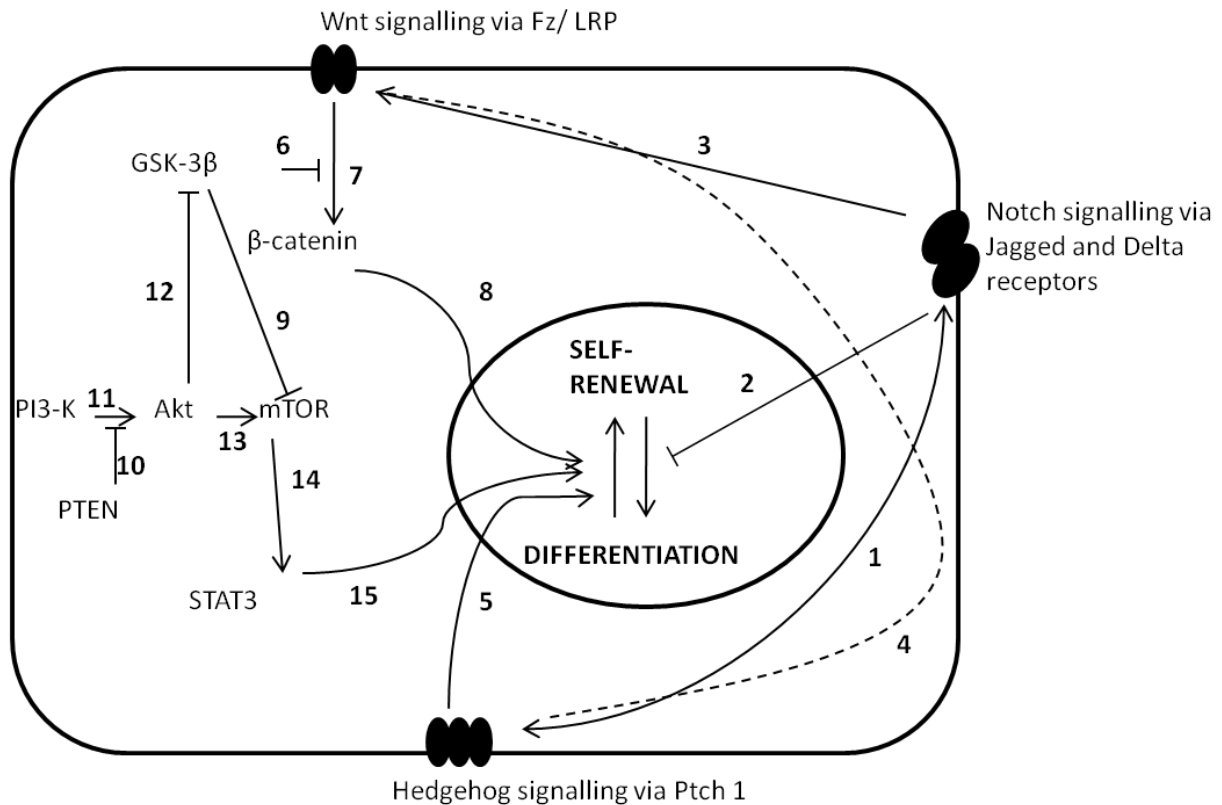 Wnt signalling via Fz/ LRP
6
3
GSK-3β
7
Notch signalling via
Jagged and Delta
receptors
β-catenin
12
8
9
SELF-
RENEWAL
2
PI3-K
11
Akt
13
mTOR
10
14
PTEN
DIFFERENTIATION
1
STAT3
15
5
4
Hedgehog signalling via Ptch 1